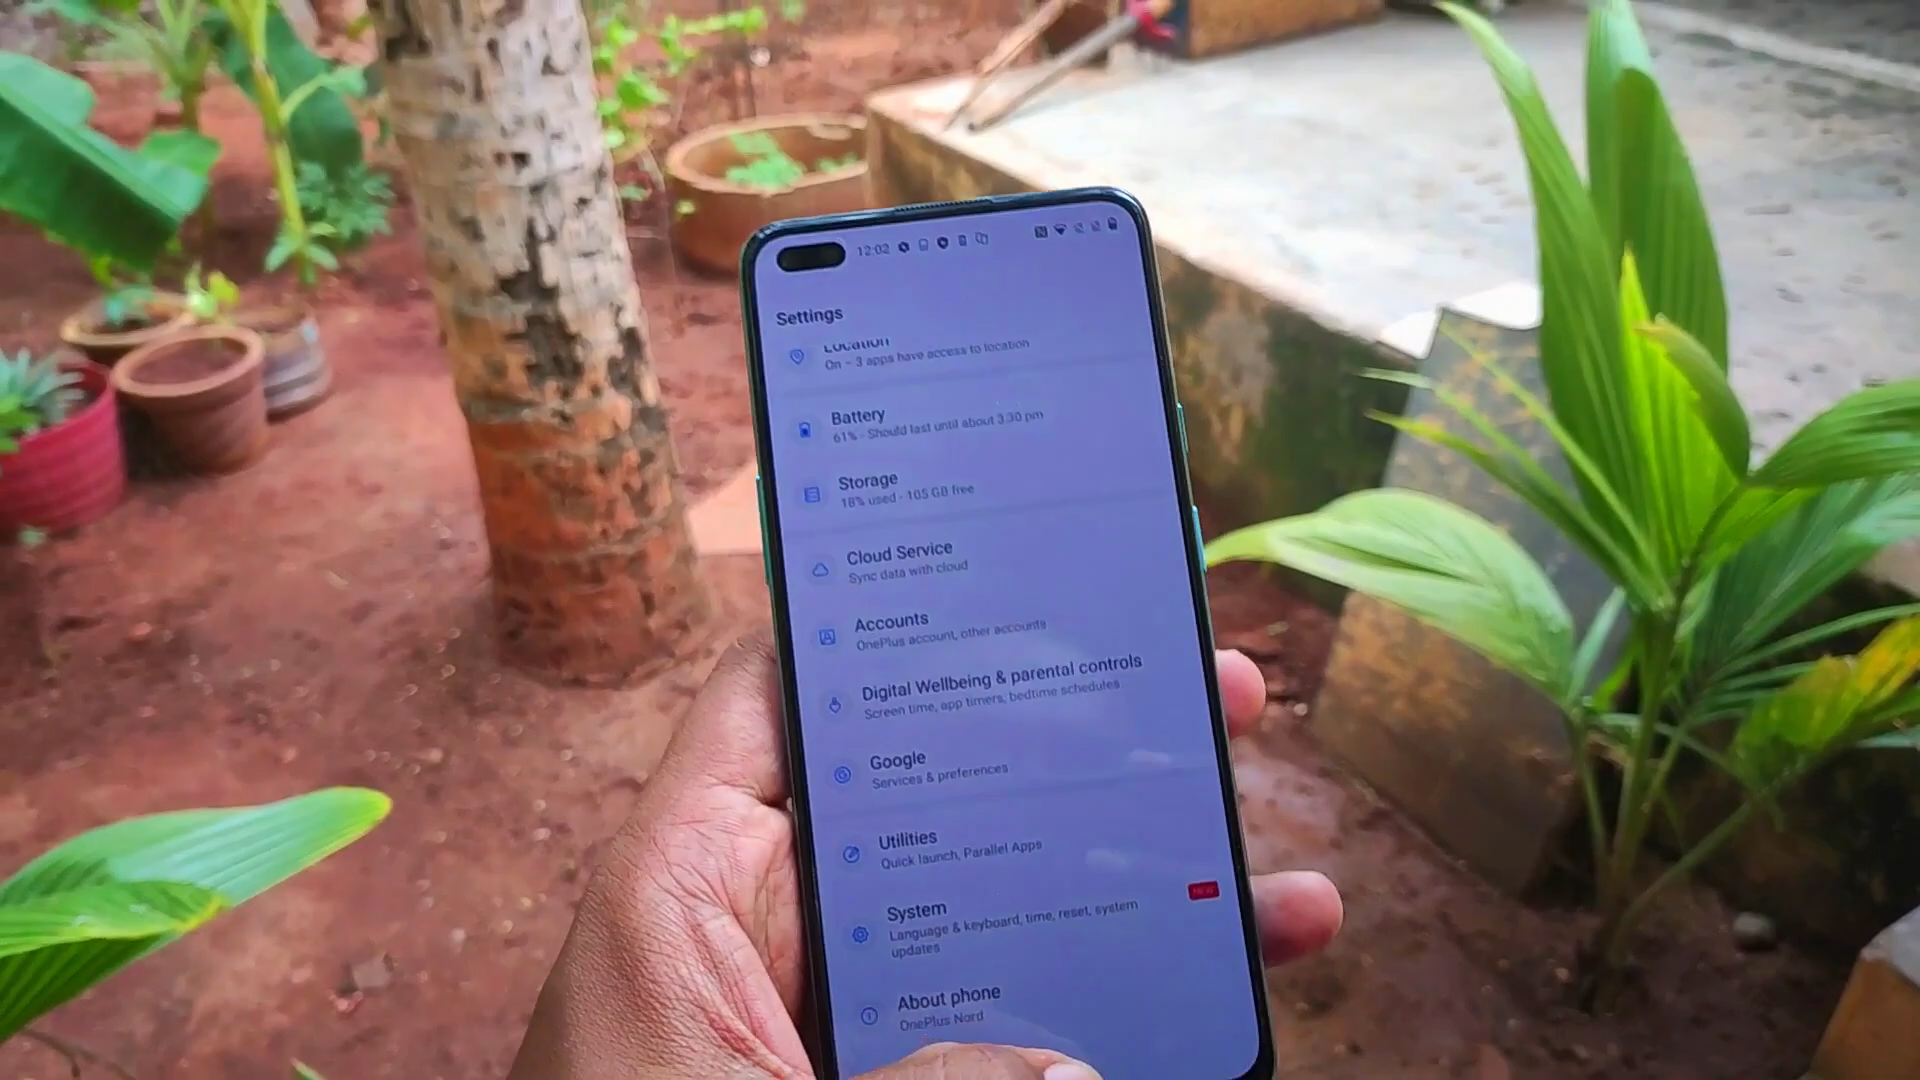 12:02
Settings
Location
On - 3 apps have access to location
Battery
61% - Should last until about 3:30 pm
Storage
18% used - 105 GB free
Cloud Service
Sync data with cloud
Accounts
OnePlus account, other accounts
Digital Wellbeing & parental controls
Screen time, app timers, bedtime schedules
Google
Services & preferences
Utilities
Quick launch, Parallel Apps
NEW
System
Language & keyboard, time, reset, system
updates
About phone
OnePlus Nord